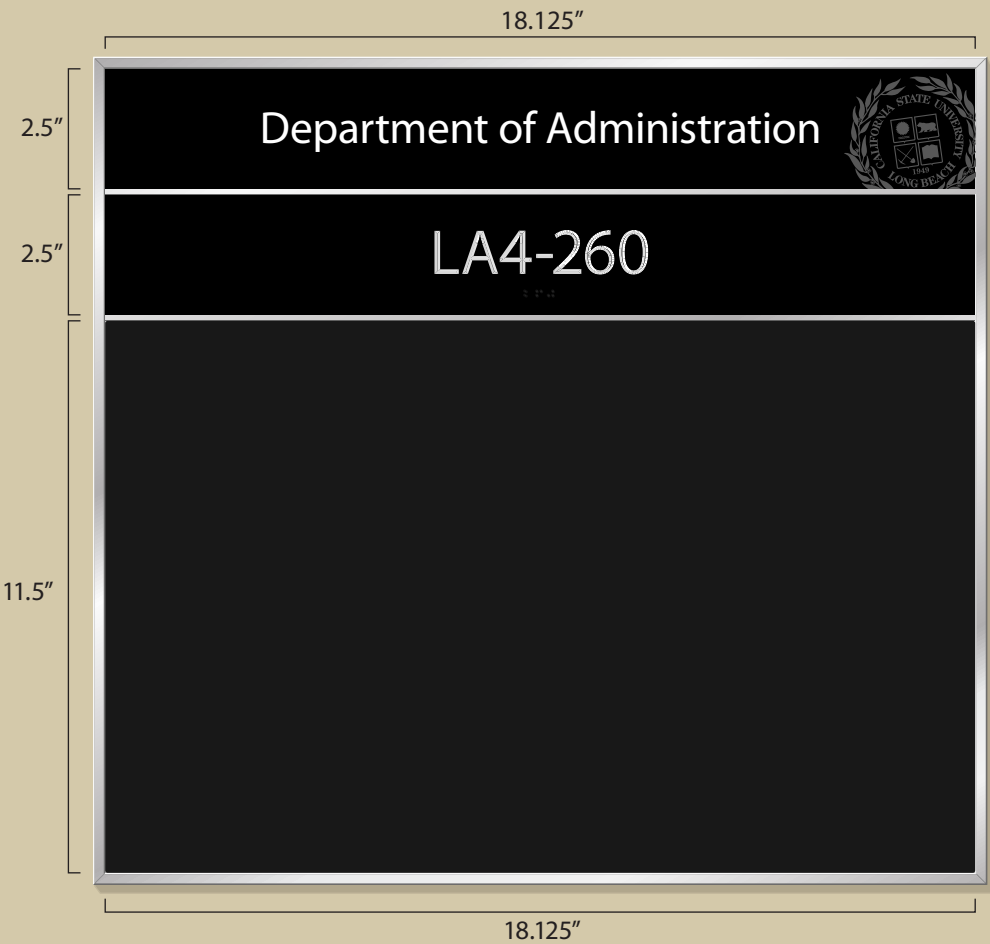 18.125”
2.5”
Department of Administration
CALIFORNIA STATE UNIVERSITY
1949
LONG BEACH
2.5”
LA4-260
11.5”
18.125”